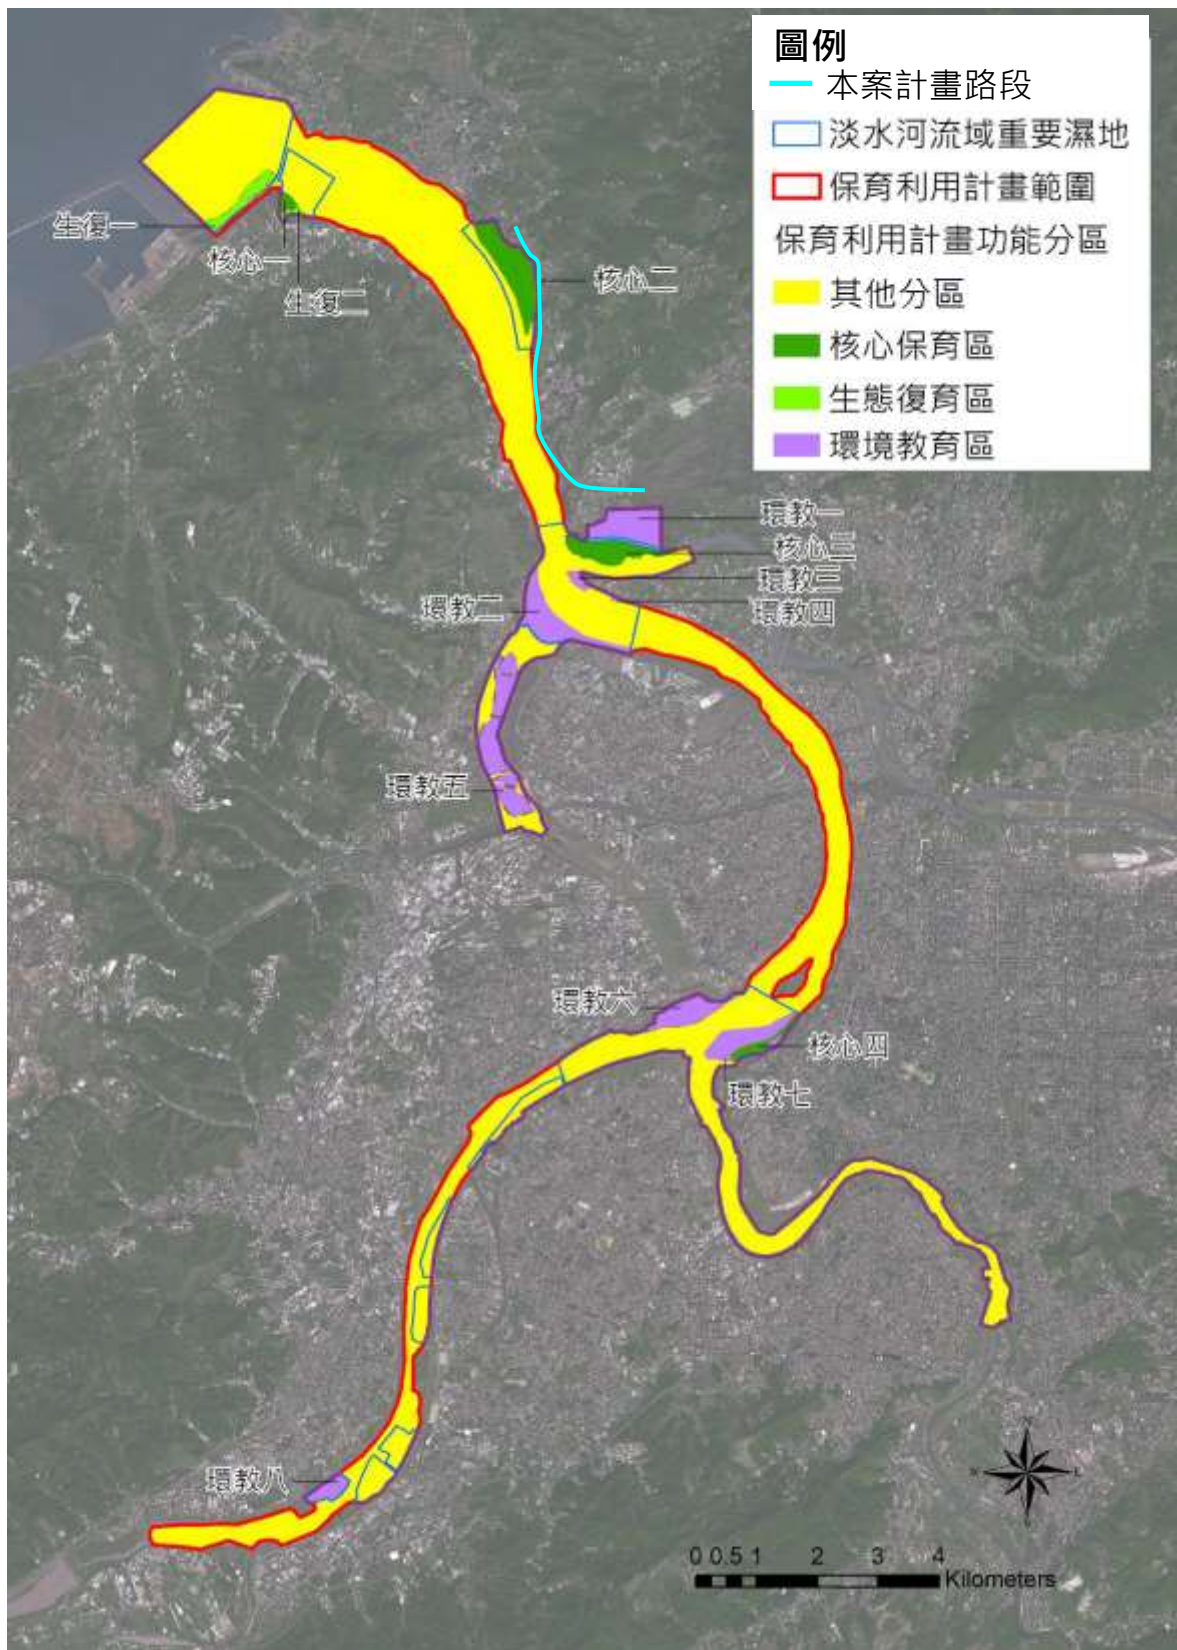 圖例
本案計畫路段
淡水河流域重要濕地
保育利用計畫範圍
保育利用計畫功能分區
其他分區
核心保育區
生態復育區
環境教育區
生復一
核心一
生復二
核心二
環教一
核心三
環教三
環教二
環教四
環教五
環教六
核心四
環教七
環教八
N
E
S
0 0.5 1 2 3 4
Kilometers